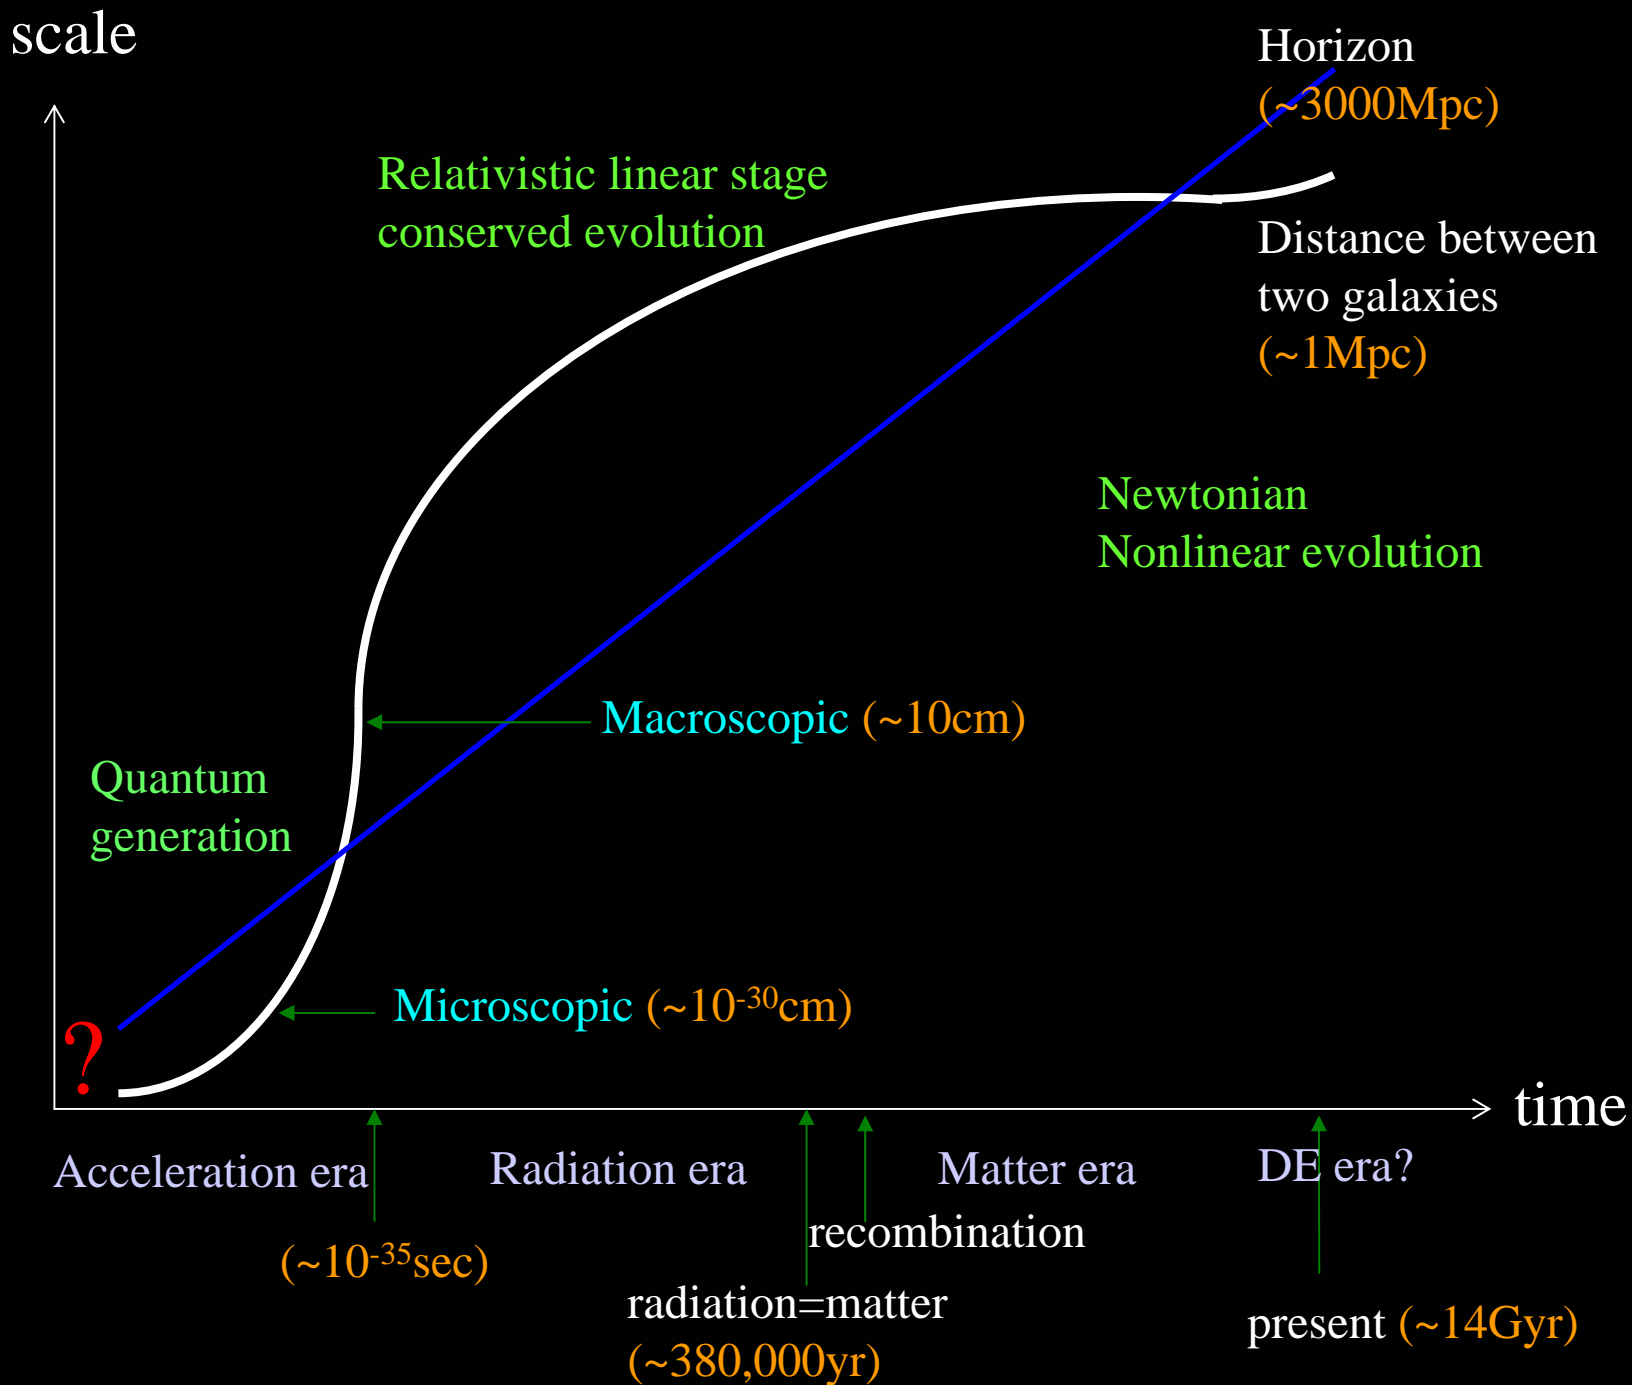 scale
Horizon
(~3000Mpc)
Relativistic linear stage
conserved evolution
Distance between
two galaxies
(~1Mpc)
Newtonian
Nonlinear evolution
Macroscopic (~10cm)
Quantum
generation
Microscopic (~10⁻³⁰cm)
?
time
Acceleration era
Radiation era
Matter era
DE era?
recombination
(~10⁻³⁵sec)
radiation=matter
(~380,000yr)
present (~14Gyr)